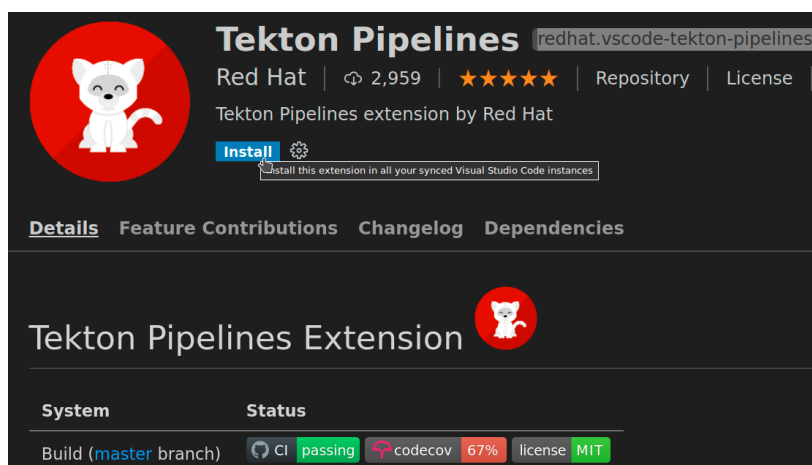 Tekton Pipelines redhat.vscode-tekton-pipelines
Red Hat 2,959 Repository License
Tekton Pipelines extension by Red Hat
Install
Install this extension in all your synced Visual Studio Code instances
Details Feature Contributions Changelog Dependencies
Tekton Pipelines Extension
System Status
Build (master branch) CI passing codecov 67% license MIT